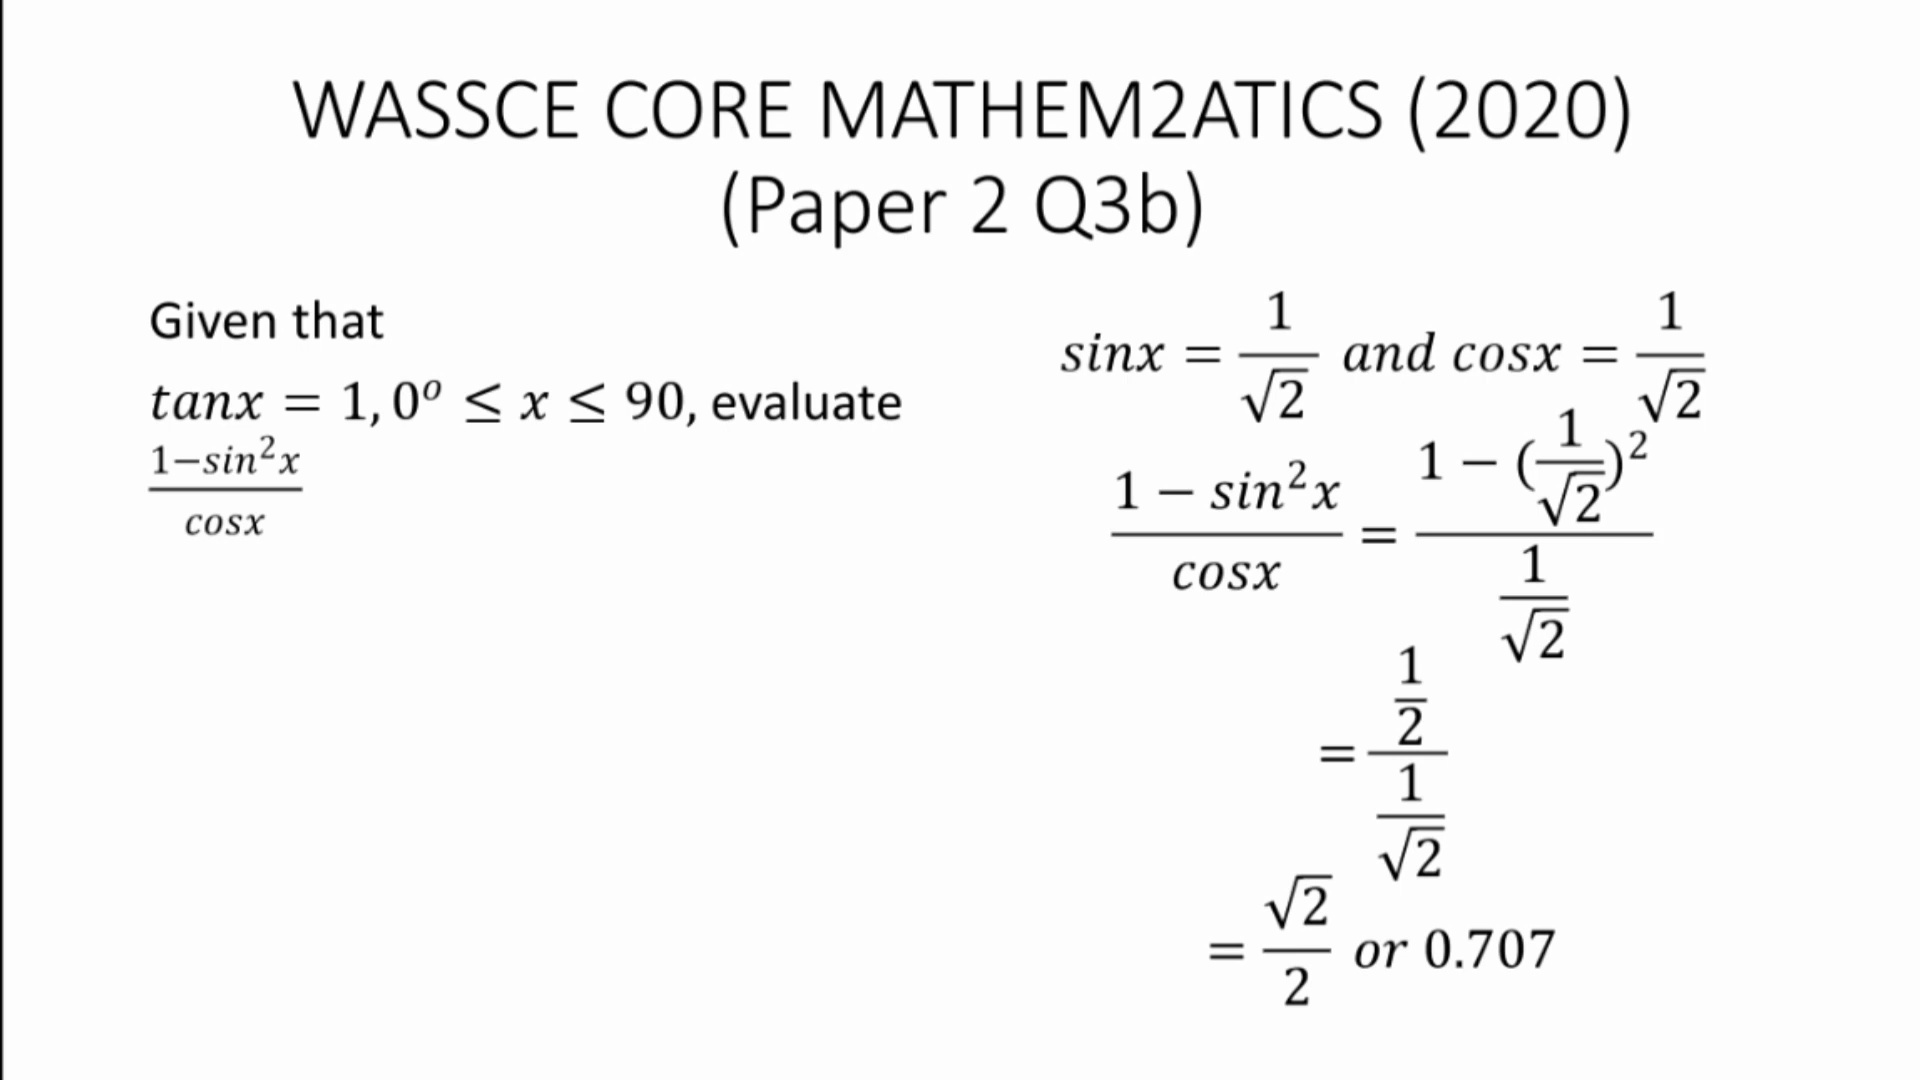 WASSCE CORE MATHEM2ATICS (2020)
(Paper 2 Q3b)
Given that
tanx = 1, 0° ≤ x ≤ 90, evaluate
1−sin²x
cosx
sinx = 1/√2 and cosx = 1/√2
(1 − sin²x)/cosx = (1 − (1/√2)²)/(1/√2)
= (1/2)/(1/√2)
= √2/2 or 0.707